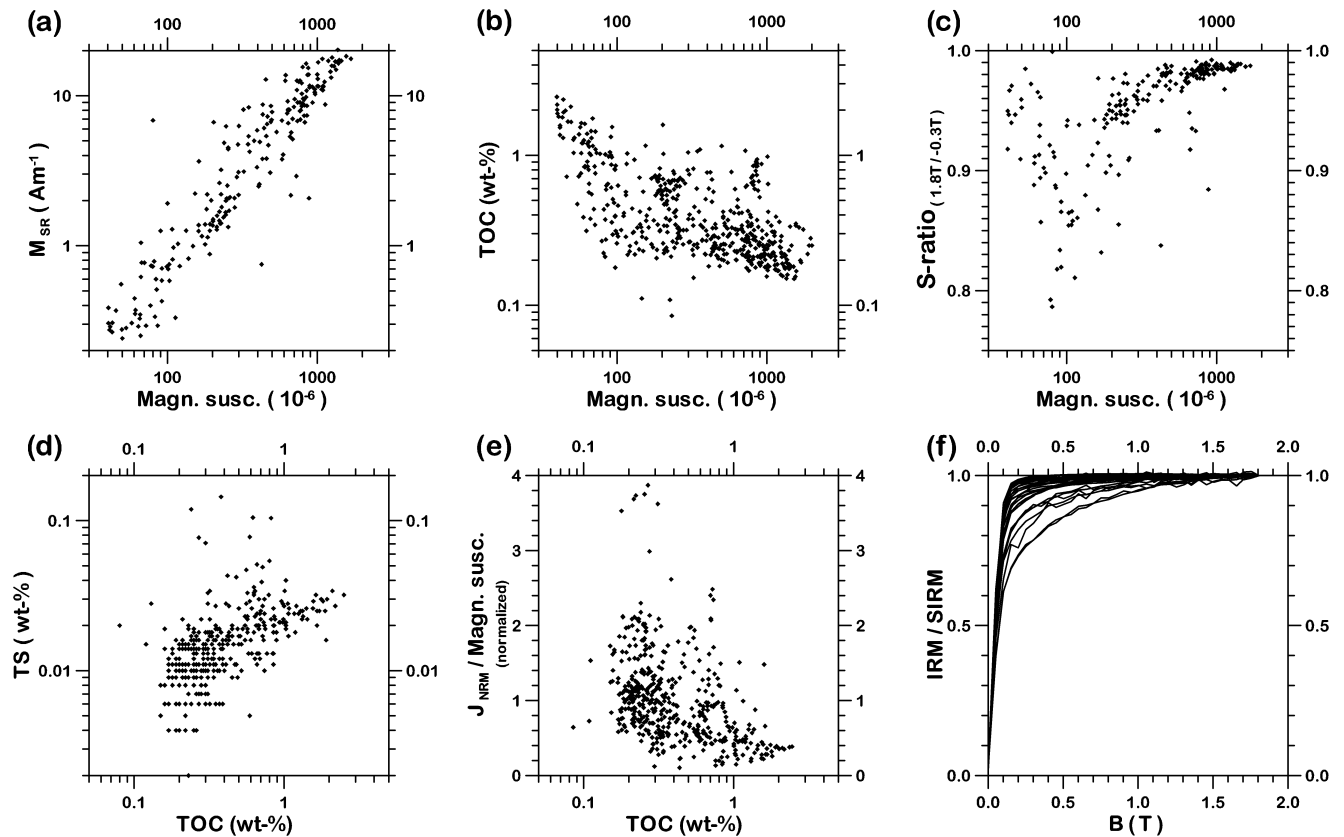 (a)
100 1000
10 10
1 1
M SR ( Am⁻¹ )
100 1000
Magn. susc. ( 10⁻⁶ )
(b)
100 1000
1 1
0.1 0.1
TOC (wt-%)
100 1000
Magn. susc. ( 10⁻⁶ )
(c)
100 1000
1.0 1.0
0.9 0.9
0.8 0.8
S-ratio ( 1.8T / -0.3T )
100 1000
Magn. susc. ( 10⁻⁶ )
(d)
0.1 1
0.1 0.1
0.01 0.01
TS ( wt-% )
0.1 1
TOC (wt-%)
(e)
0.1 1
4 4
3 3
2 2
1 1
0 0
J NRM / Magn. susc.
(normalized)
0.1 1
TOC (wt-%)
(f)
0.0 0.5 1.0 1.5 2.0
1.0 1.0
0.5 0.5
0.0 0.0
IRM / SIRM
0.0 0.5 1.0 1.5 2.0
B ( T )